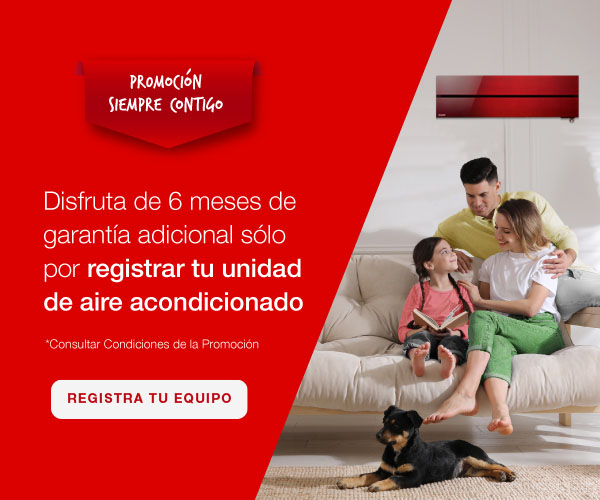 PROMOCIÓN
SIEMPRE CONTIGO
Disfruta de 6 meses de
garantía adicional sólo
por registrar tu unidad
de aire acondicionado
*Consultar Condiciones de la Promoción
REGISTRA TU EQUIPO